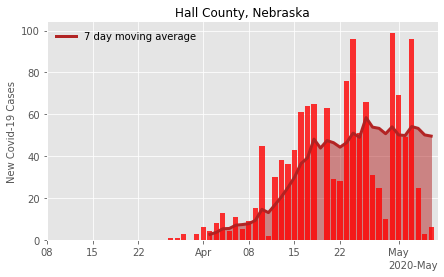 Hall County, Nebraska
7 day moving average
New Covid-19 Cases
100
80
60
40
20
0
08
15
22
Apr
08
15
22
May
2020-May